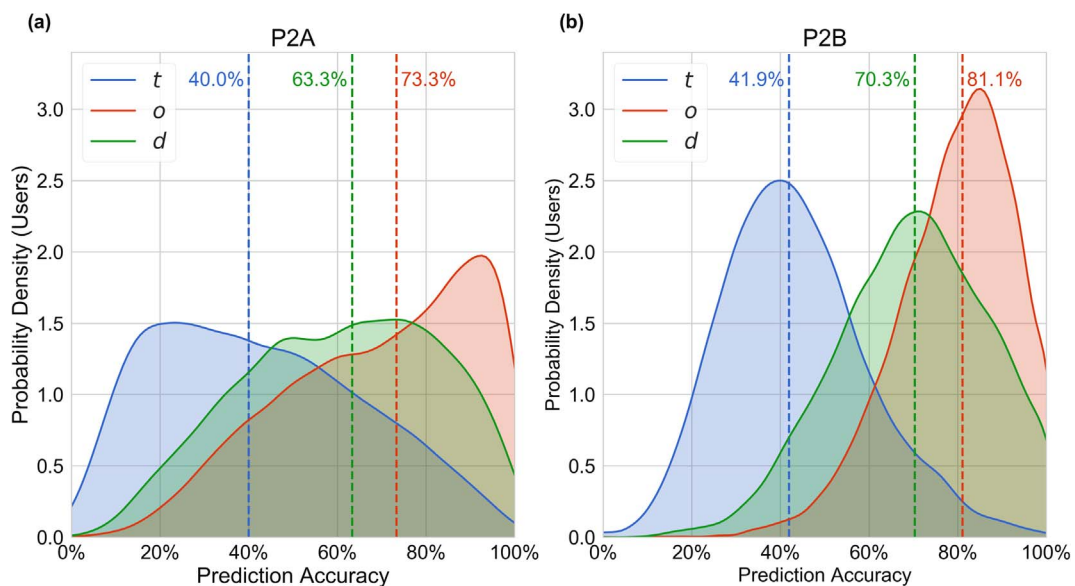 (a)
P2A
t
o
d
40.0%
63.3%
73.3%
3.0
2.5
2.0
1.5
1.0
0.5
0.0
0%
20%
40%
60%
80%
100%
Probability Density (Users)
Prediction Accuracy
(b)
P2B
t
o
d
41.9%
70.3%
81.1%
3.0
2.5
2.0
1.5
1.0
0.5
0.0
0%
20%
40%
60%
80%
100%
Probability Density (Users)
Prediction Accuracy